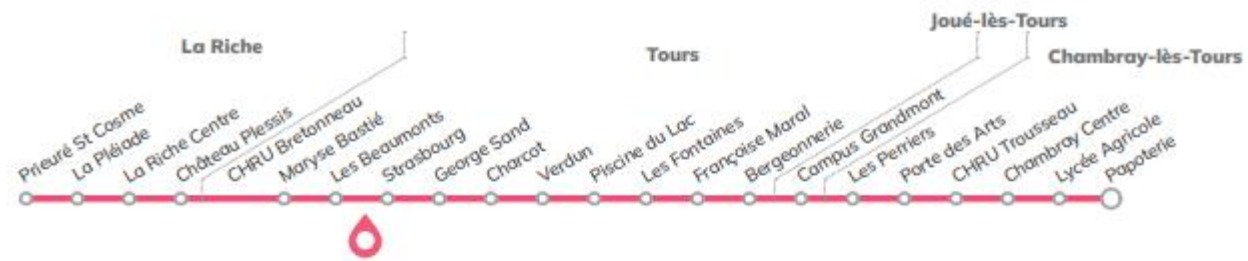 La Riche
Tours
Joué-lès-Tours
Chambray-lès-Tours
Prieuré St Cosme
La Pléiade
La Riche Centre
Château Plessis
CHRU Bretonneau
Maryse Bastié
Les Beaumonts
Strasbourg
George Sand
Charcot
Verdun
Piscine du Lac
Les Fontaines
Françoise Maral
Bergeonnerie
Campus Grandmont
Les Perriers
Porte des Arts
CHRU Trousseau
Chambray Centre
Lycée Agricole
Papoterie